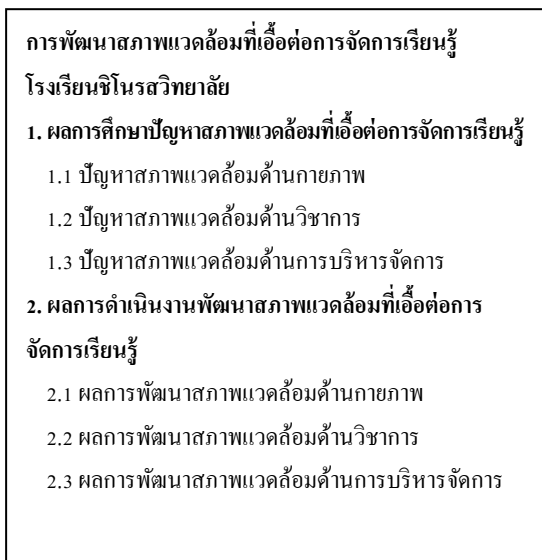 การพัฒนาสภาพแวดล้อมที่เอื้อต่อการจัดการเรียนรู้
โรงเรียนชิโนรสวิทยาลัย
1. ผลการศึกษาปัญหาสภาพแวดล้อมที่เอื้อต่อการจัดการเรียนรู้
1.1 ปัญหาสภาพแวดล้อมด้านกายภาพ
1.2 ปัญหาสภาพแวดล้อมด้านวิชาการ
1.3 ปัญหาสภาพแวดล้อมด้านการบริหารจัดการ
2. ผลการดำเนินงานพัฒนาสภาพแวดล้อมที่เอื้อต่อการ
จัดการเรียนรู้
2.1 ผลการพัฒนาสภาพแวดล้อมด้านกายภาพ
2.2 ผลการพัฒนาสภาพแวดล้อมด้านวิชาการ
2.3 ผลการพัฒนาสภาพแวดล้อมด้านการบริหารจัดการ